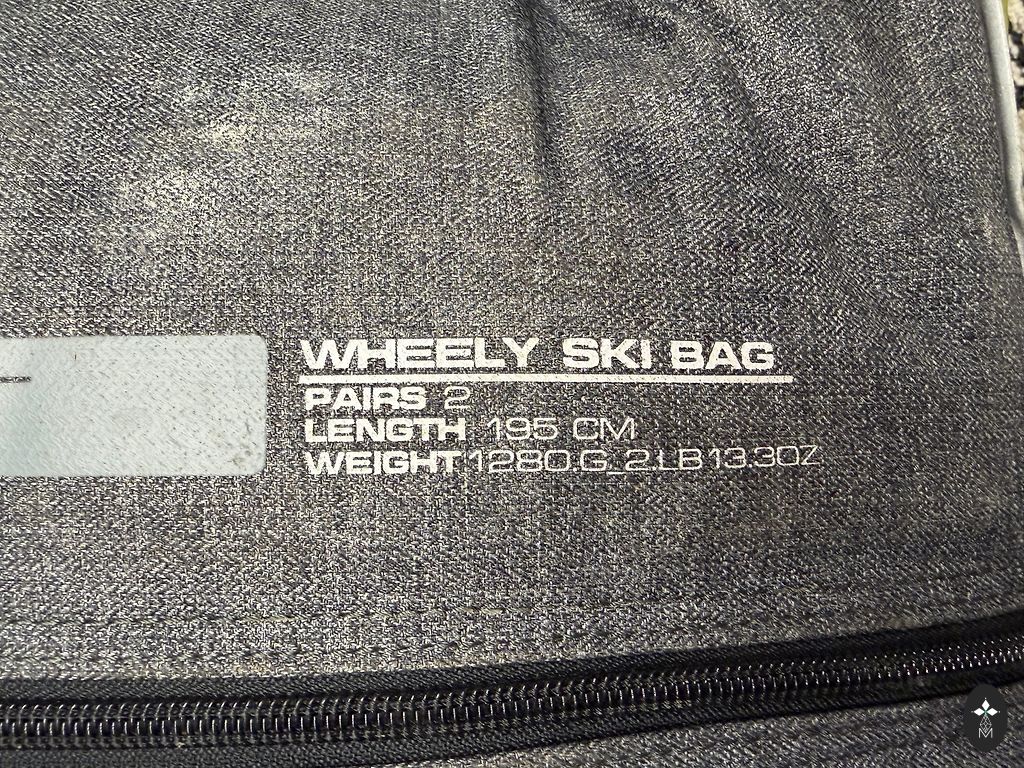 WHEELY SKI BAG
PAIRS 2
LENGTH 195 CM
WEIGHT 1280.G_2.LB 13.3OZ
M